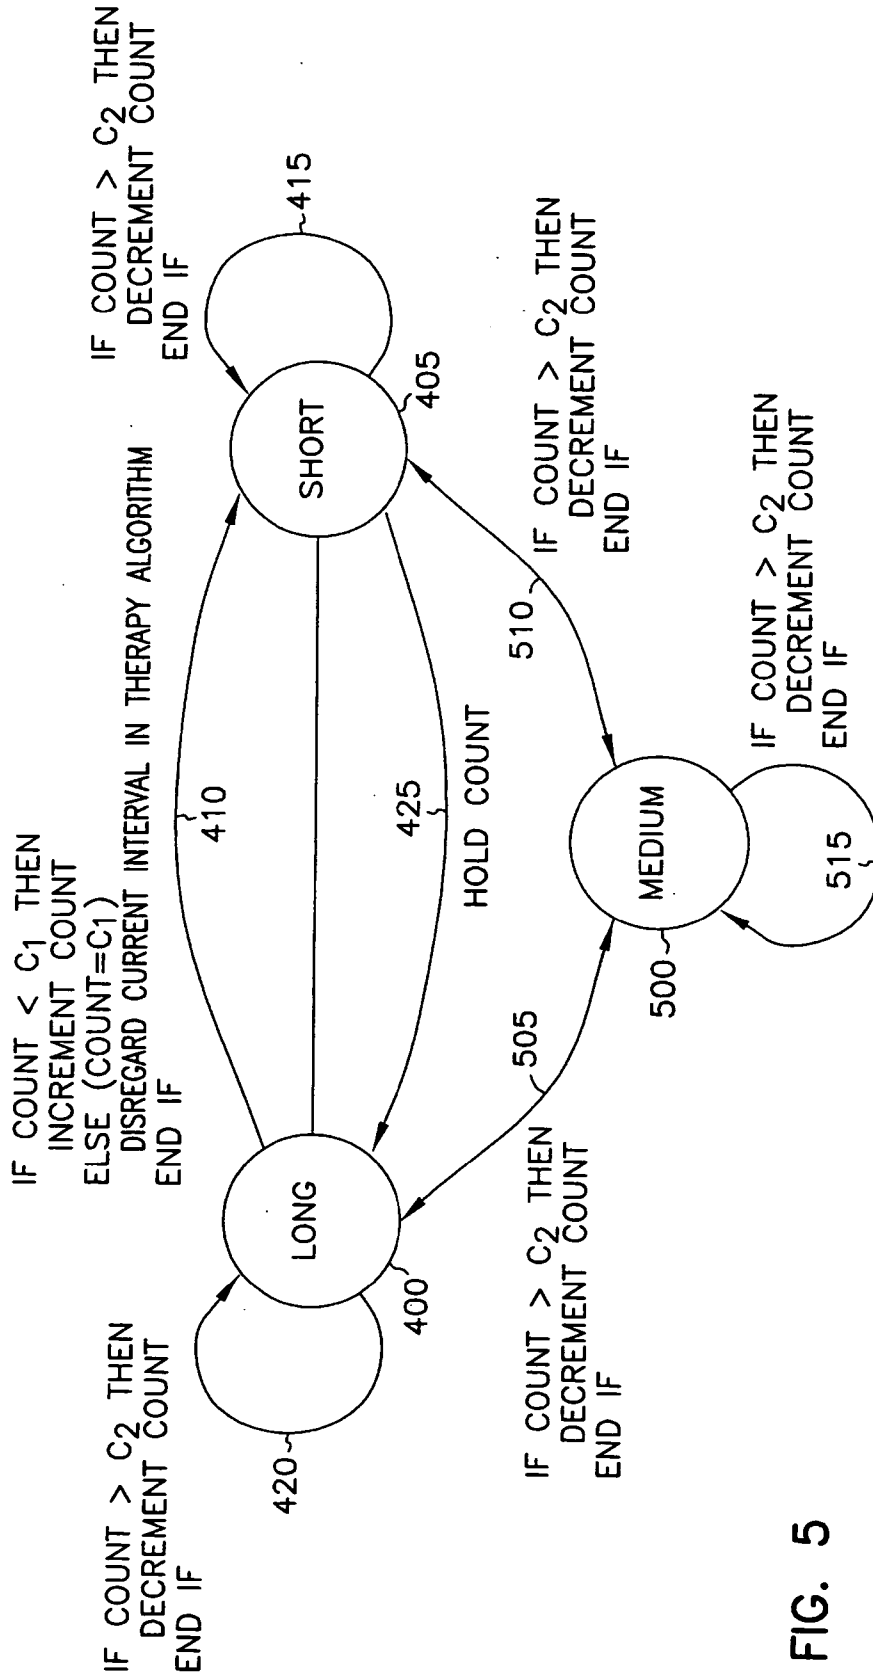 IF COUNT < C1 THEN
INCREMENT COUNT
ELSE (COUNT=C1)
DISREGARD CURRENT INTERVAL IN THERAPY ALGORITHM
END IF
IF COUNT > C2 THEN
DECREMENT COUNT
END IF
IF COUNT > C2 THEN
DECREMENT COUNT
END IF
410
420
LONG
400
SHORT
405
415
425
HOLD COUNT
505
IF COUNT > C2 THEN
DECREMENT COUNT
END IF
510
IF COUNT > C2 THEN
DECREMENT COUNT
END IF
500
MEDIUM
515
IF COUNT > C2 THEN
DECREMENT COUNT
END IF
FIG. 5